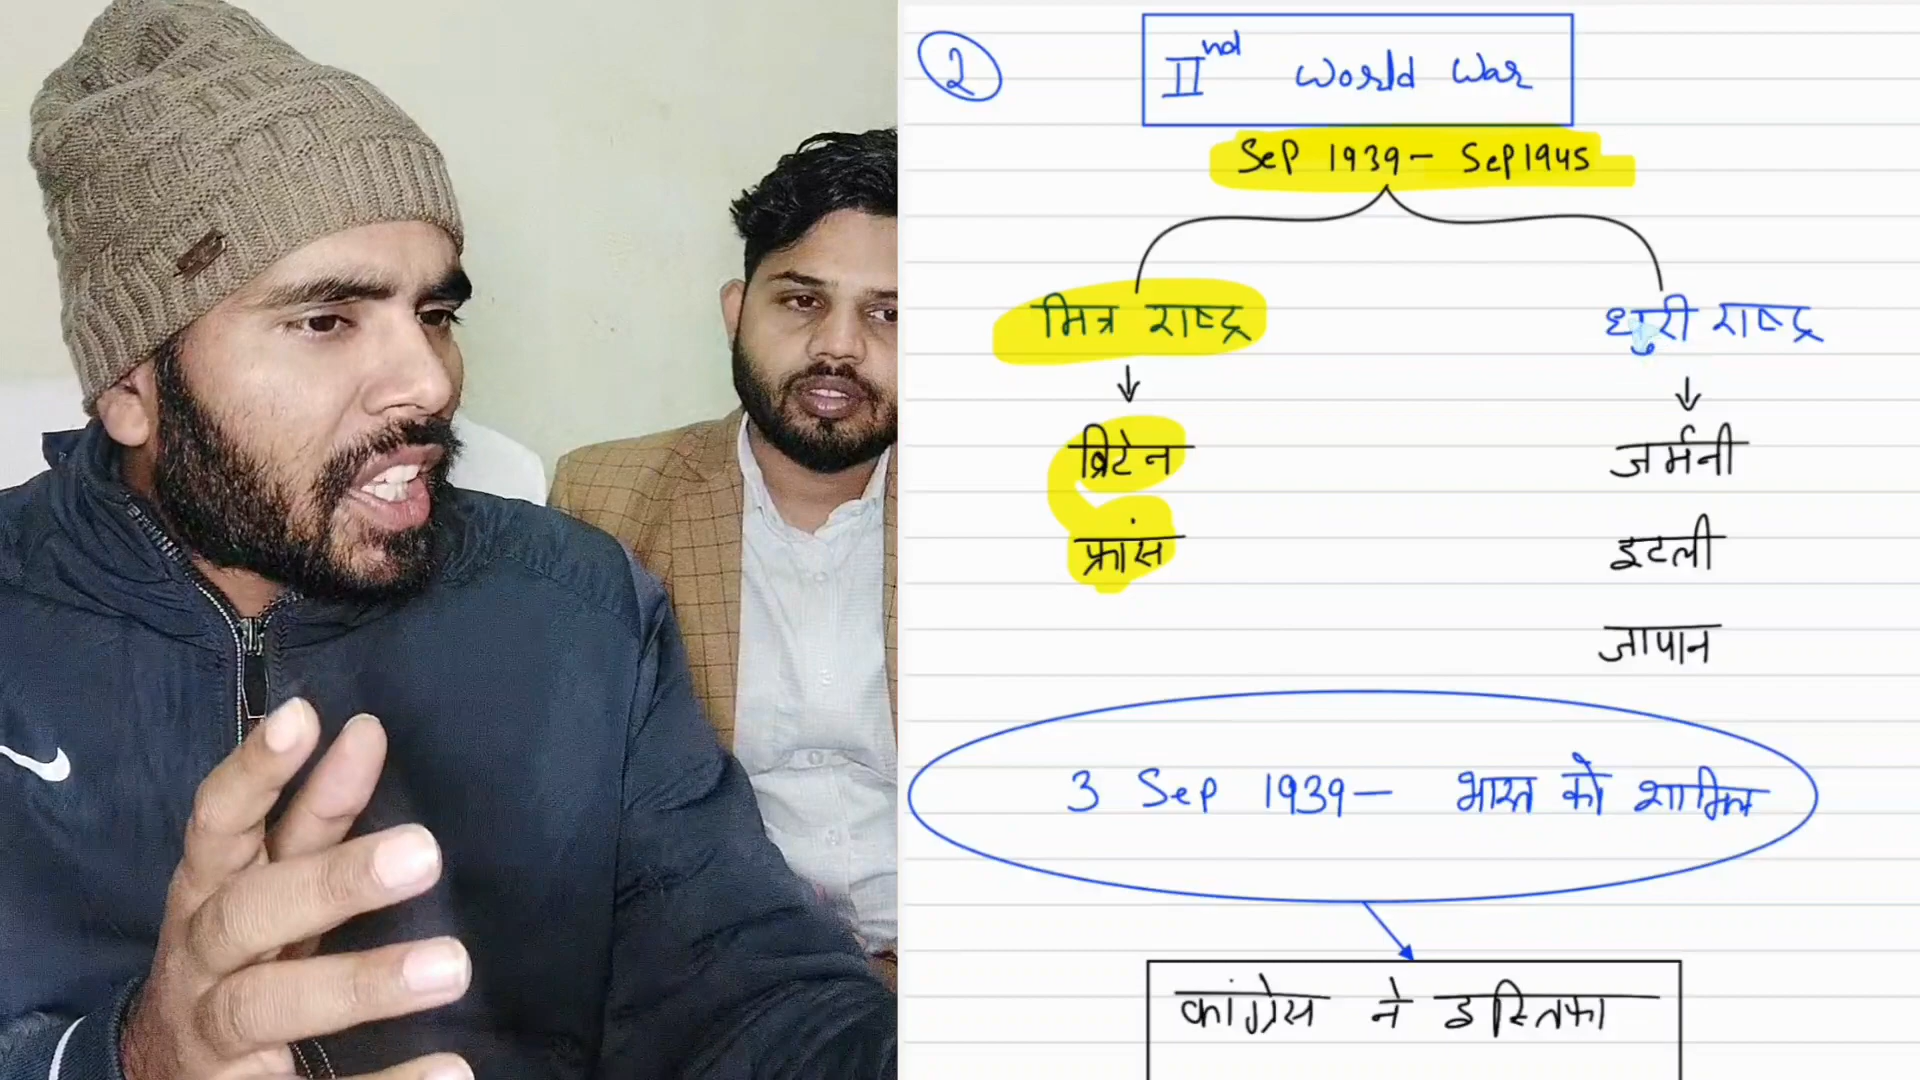 2
IInd World War
Sep 1939 - Sep 1945
मित्र राष्ट्र
धुरी राष्ट्र
ब्रिटेन
जर्मनी
फ्रांस
इटली
जापान
3 Sep 1939 - भारत को शामिल
कांग्रेस ने इस्तिफा